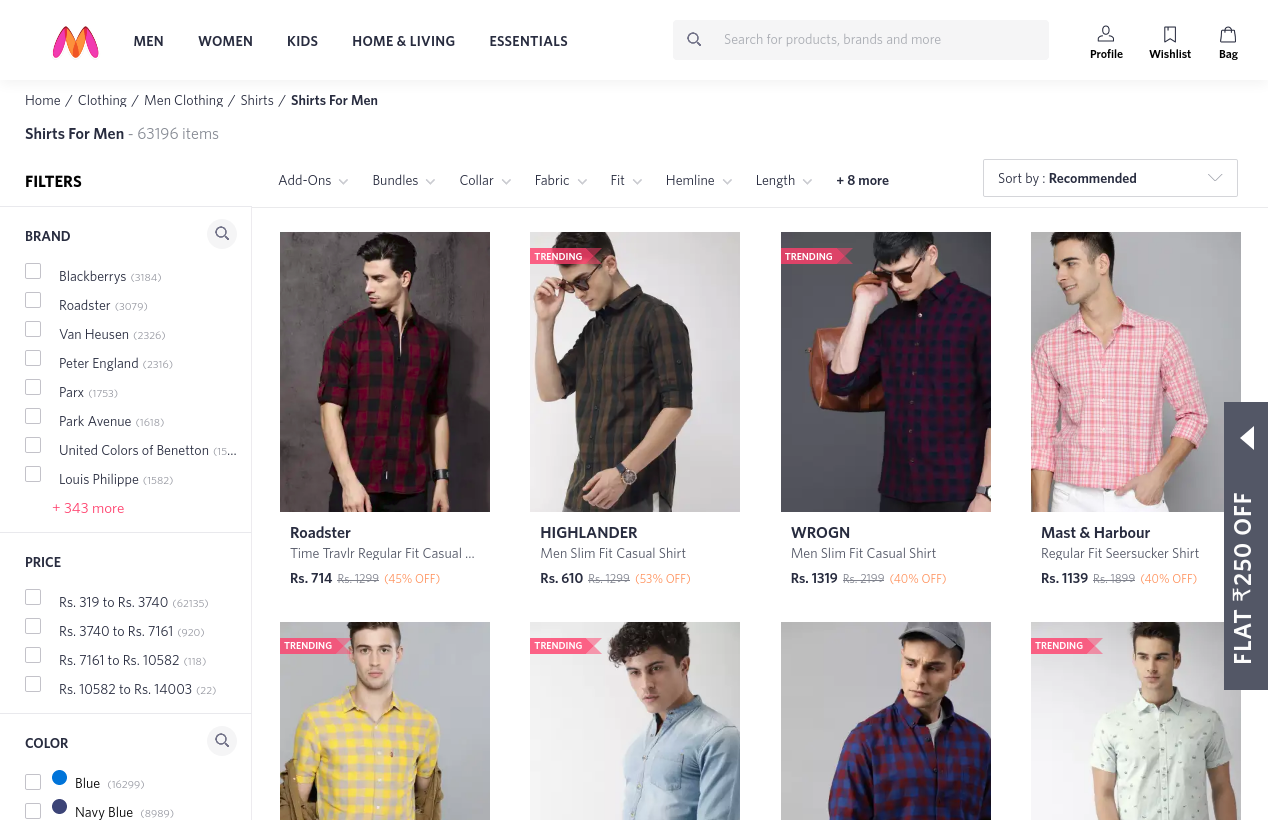 MEN WOMEN KIDS HOME & LIVING ESSENTIALS
Search for products, brands and more
Profile Wishlist Bag
Home / Clothing / Men Clothing / Shirts / Shirts For Men
Shirts For Men - 63196 items
FILTERS
Add-Ons Bundles Collar Fabric Fit Hemline Length + 8 more
Sort by : Recommended
BRAND
Blackberrys (3184)
Roadster (3079)
Van Heusen (2326)
Peter England (2316)
Parx (1753)
Park Avenue (1618)
United Colors of Benetton (15...
Louis Philippe (1582)
+ 343 more
PRICE
Rs. 319 to Rs. 3740 (62135)
Rs. 3740 to Rs. 7161 (920)
Rs. 7161 to Rs. 10582 (118)
Rs. 10582 to Rs. 14003 (22)
COLOR
Blue (16299)
Navy Blue (8989)
TRENDING
TRENDING
Roadster
Time Travlr Regular Fit Casual ...
Rs. 714 Rs. 1299 (45% OFF)
HIGHLANDER
Men Slim Fit Casual Shirt
Rs. 610 Rs. 1299 (53% OFF)
WROGN
Men Slim Fit Casual Shirt
Rs. 1319 Rs. 2199 (40% OFF)
Mast & Harbour
Regular Fit Seersucker Shirt
Rs. 1139 Rs. 1899 (40% OFF)
TRENDING
TRENDING
TRENDING
FLAT ₹250 OFF